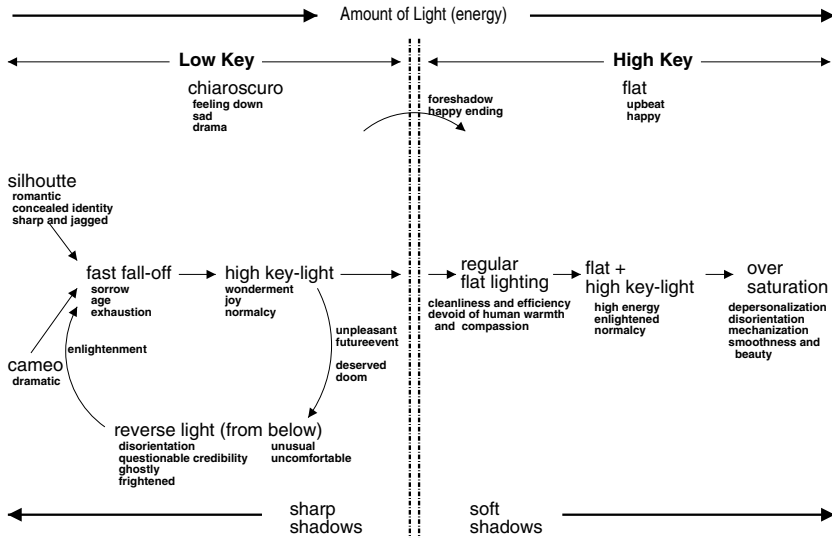 Amount of Light (energy)
Low Key
High Key
chiaroscuro
feeling down
sad
drama
foreshadow
happy ending
flat
upbeat
happy
silhoutte
romantic
concealed identity
sharp and jagged
fast fall-off
sorrow
age
exhaustion
high key-light
wonderment
joy
normalcy
regular
flat lighting
cleanliness and efficiency
devoid of human warmth
and compassion
flat +
high key-light
high energy
enlightened
normalcy
over
saturation
depersonalization
disorientation
mechanization
smoothness and
beauty
unpleasant
futureevent
deserved
doom
enlightenment
cameo
dramatic
reverse light (from below)
disorientation
questionable credibility
ghostly
frightened
unusual
uncomfortable
sharp
shadows
soft
shadows